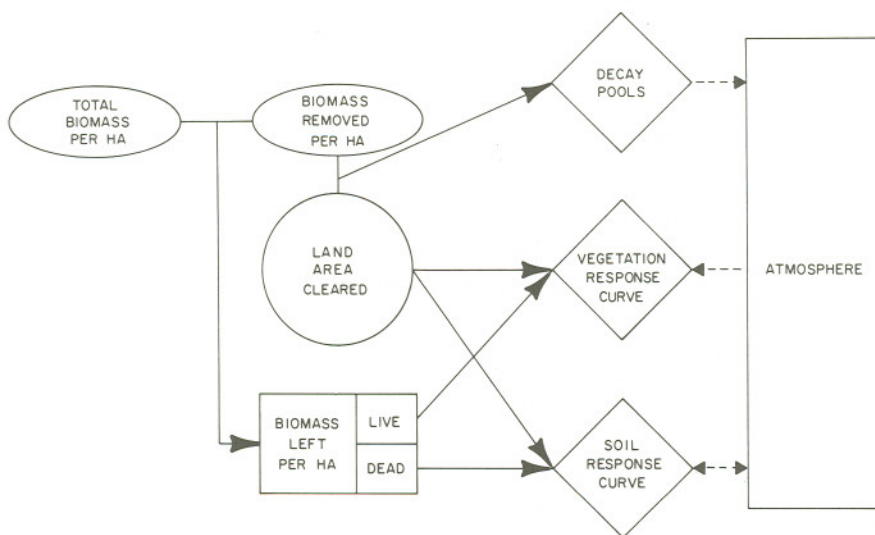 TOTAL
BIOMASS
PER HA
BIOMASS
REMOVED
PER HA
LAND
AREA
CLEARED
BIOMASS
LEFT
PER HA
LIVE
DEAD
DECAY
POOLS
VEGETATION
RESPONSE
CURVE
SOIL
RESPONSE
CURVE
ATMOSPHERE